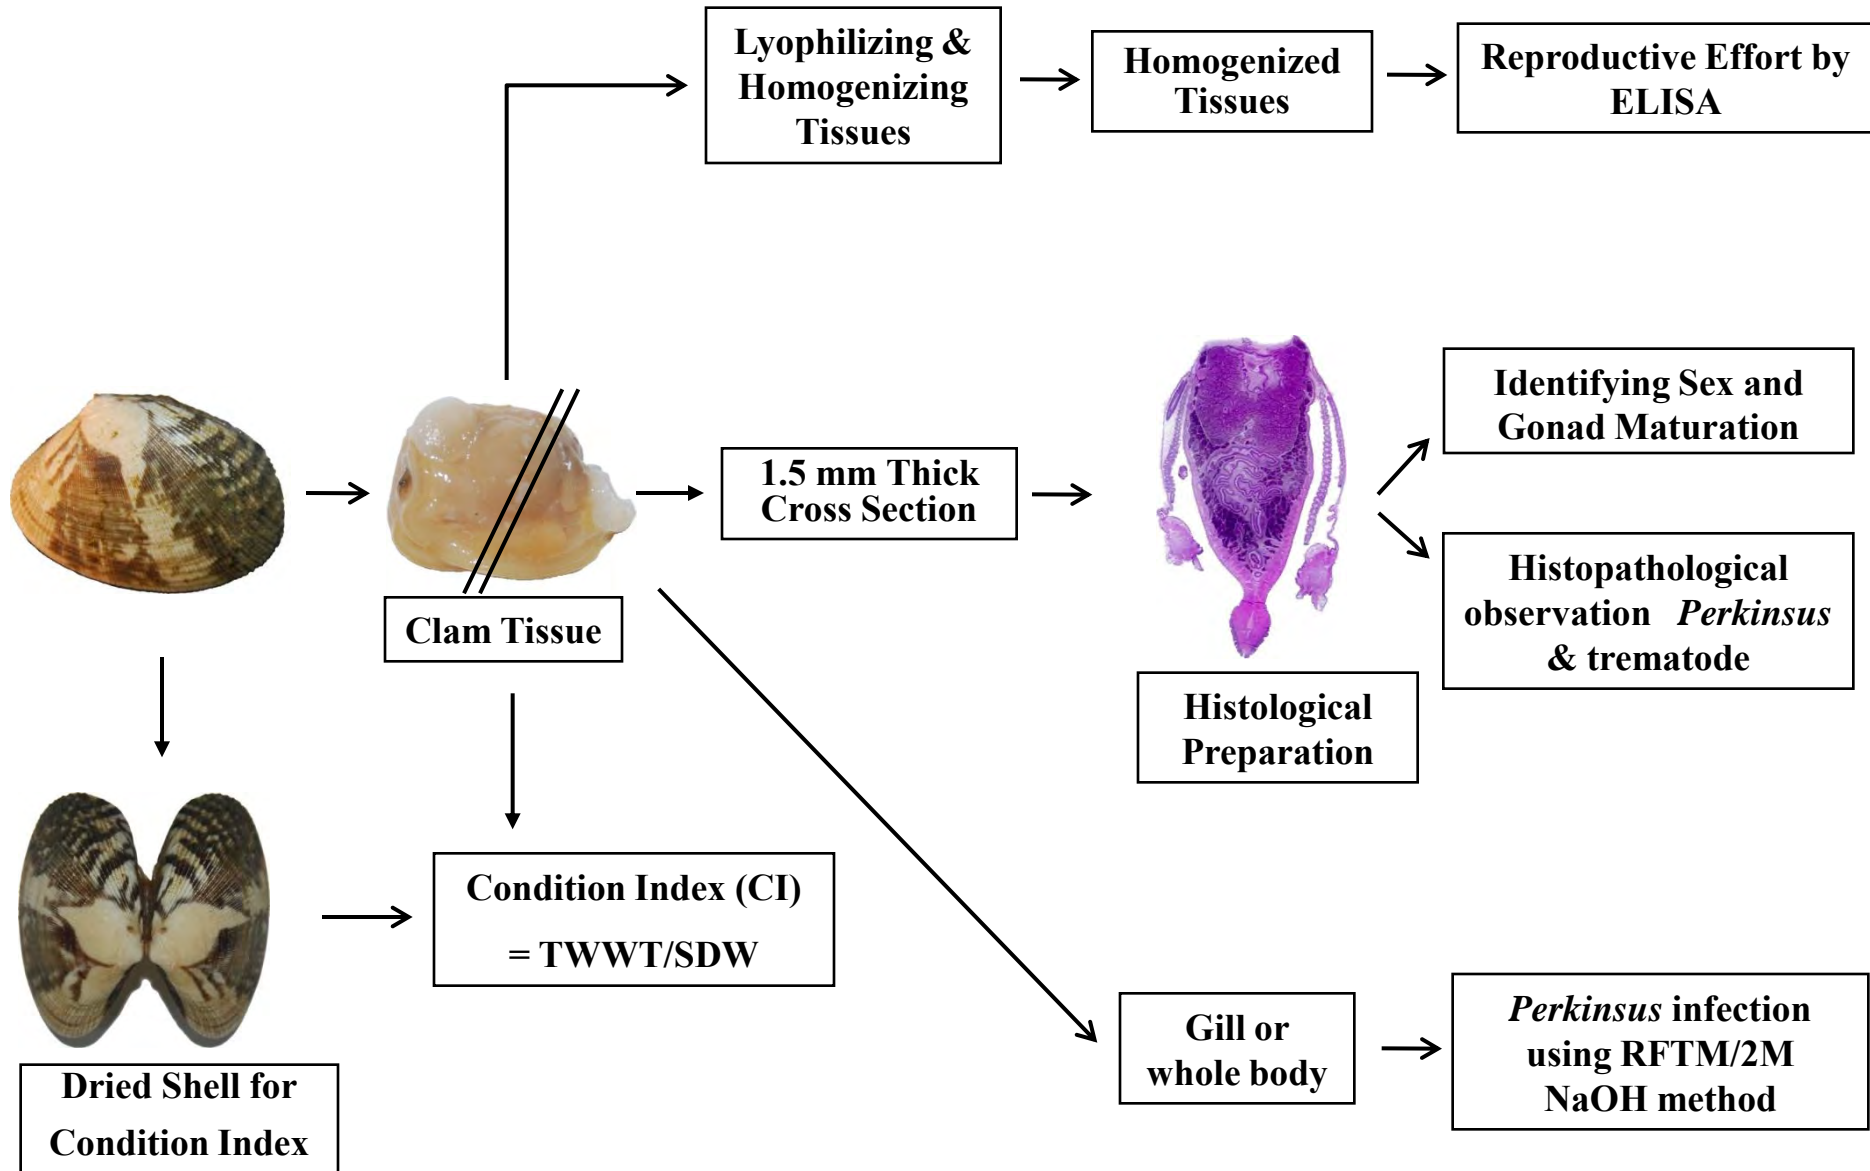 Lyophilizing &
Homogenizing
Tissues
Homogenized
Tissues
Reproductive Effort by
ELISA
Clam Tissue
1.5 mm Thick
Cross Section
Histological
Preparation
Identifying Sex and
Gonad Maturation
Histopathological
observation Perkinsus
& trematode
Dried Shell for
Condition Index
Condition Index (CI)
= TWWT/SDW
Gill or
whole body
Perkinsus infection
using RFTM/2M
NaOH method